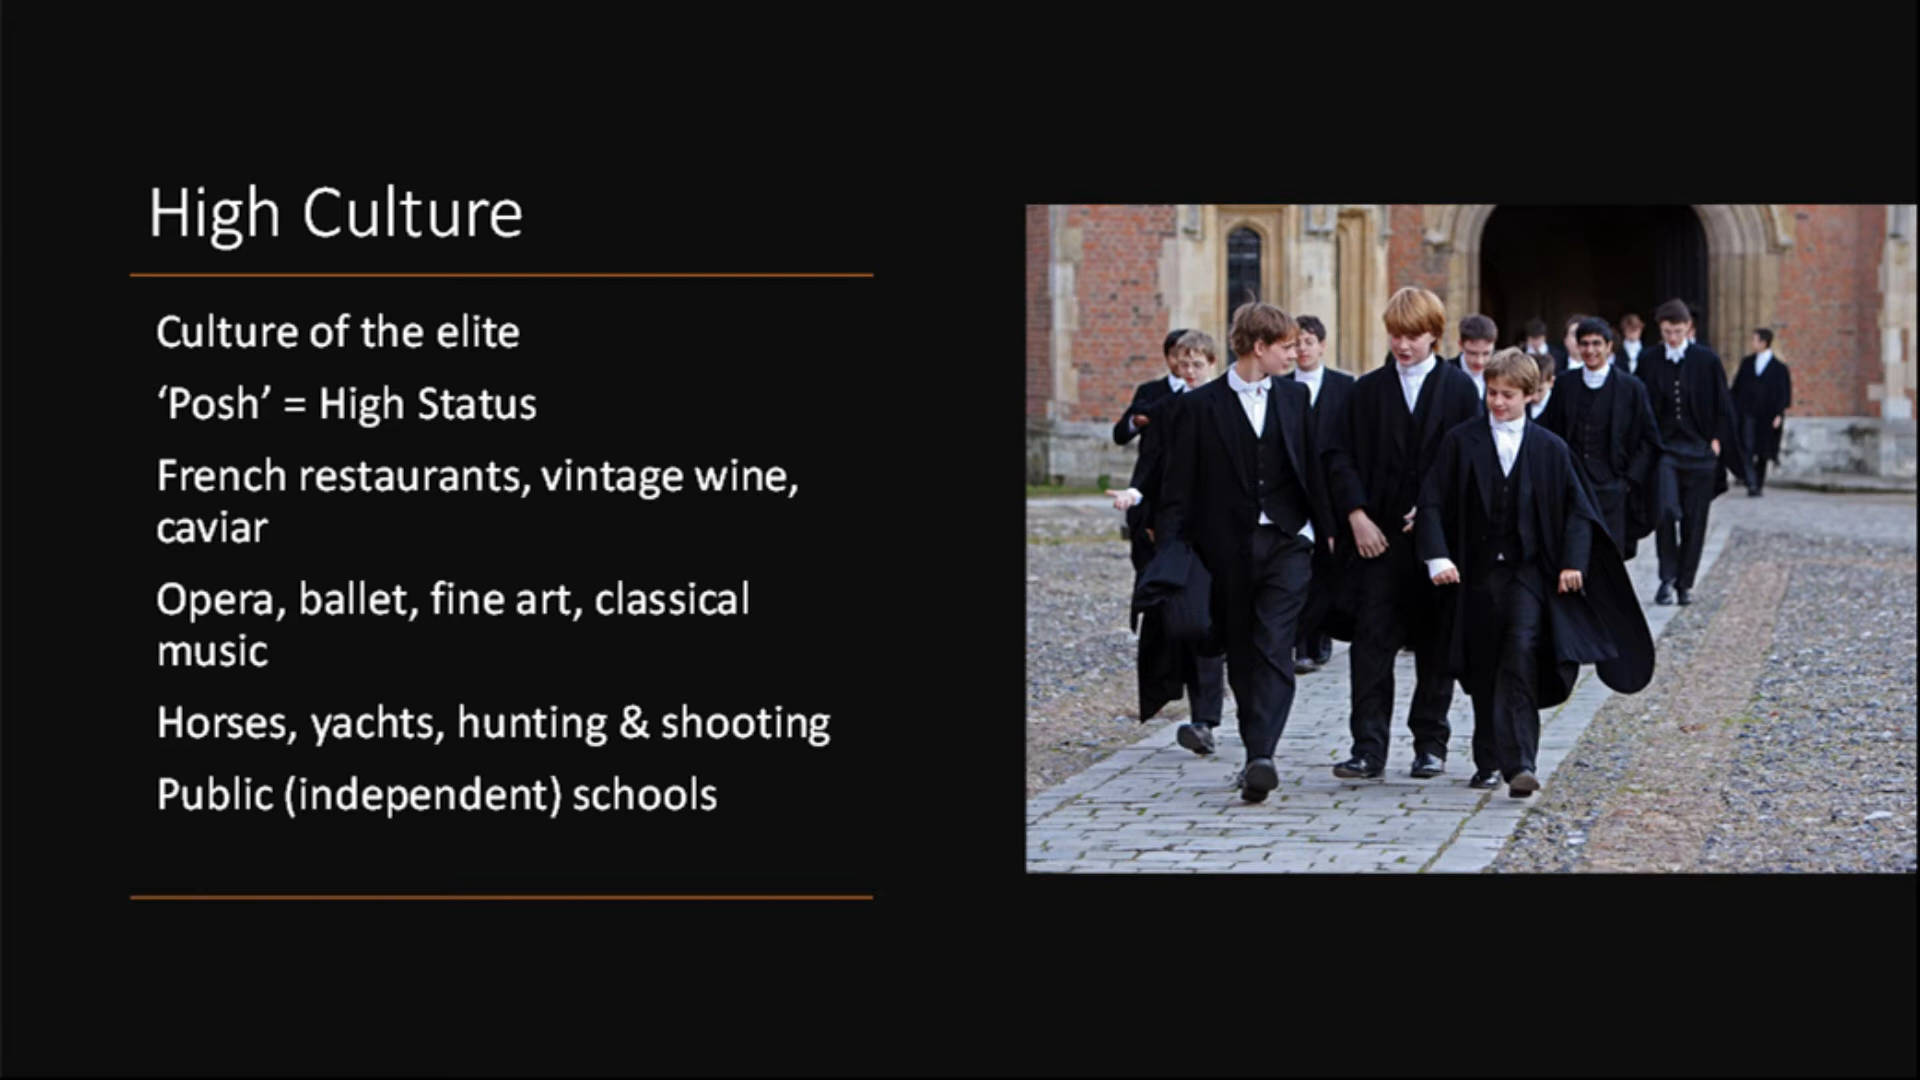 High Culture
Culture of the elite
‘Posh’ = High Status
French restaurants, vintage wine,
caviar
Opera, ballet, fine art, classical
music
Horses, yachts, hunting & shooting
Public (independent) schools